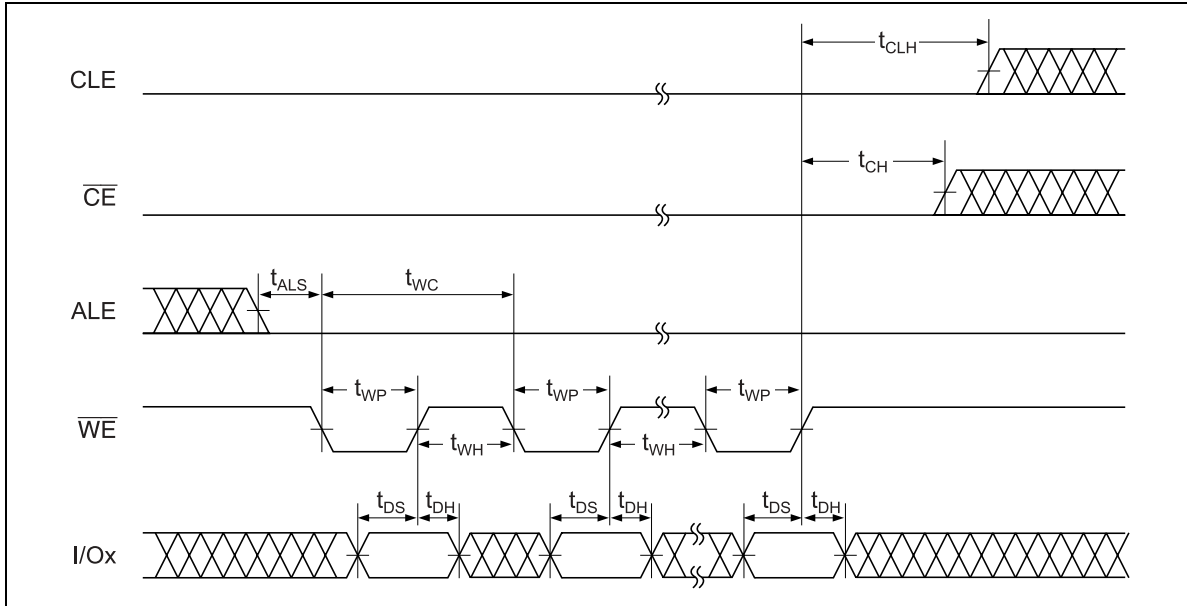 CLE
tCLH
CE
tCH
ALE
tALS
tWC
WE
tWP
tWP
tWP
tWH
tWH
I/Ox
tDS
tDH
tDS
tDH
tDS
tDH